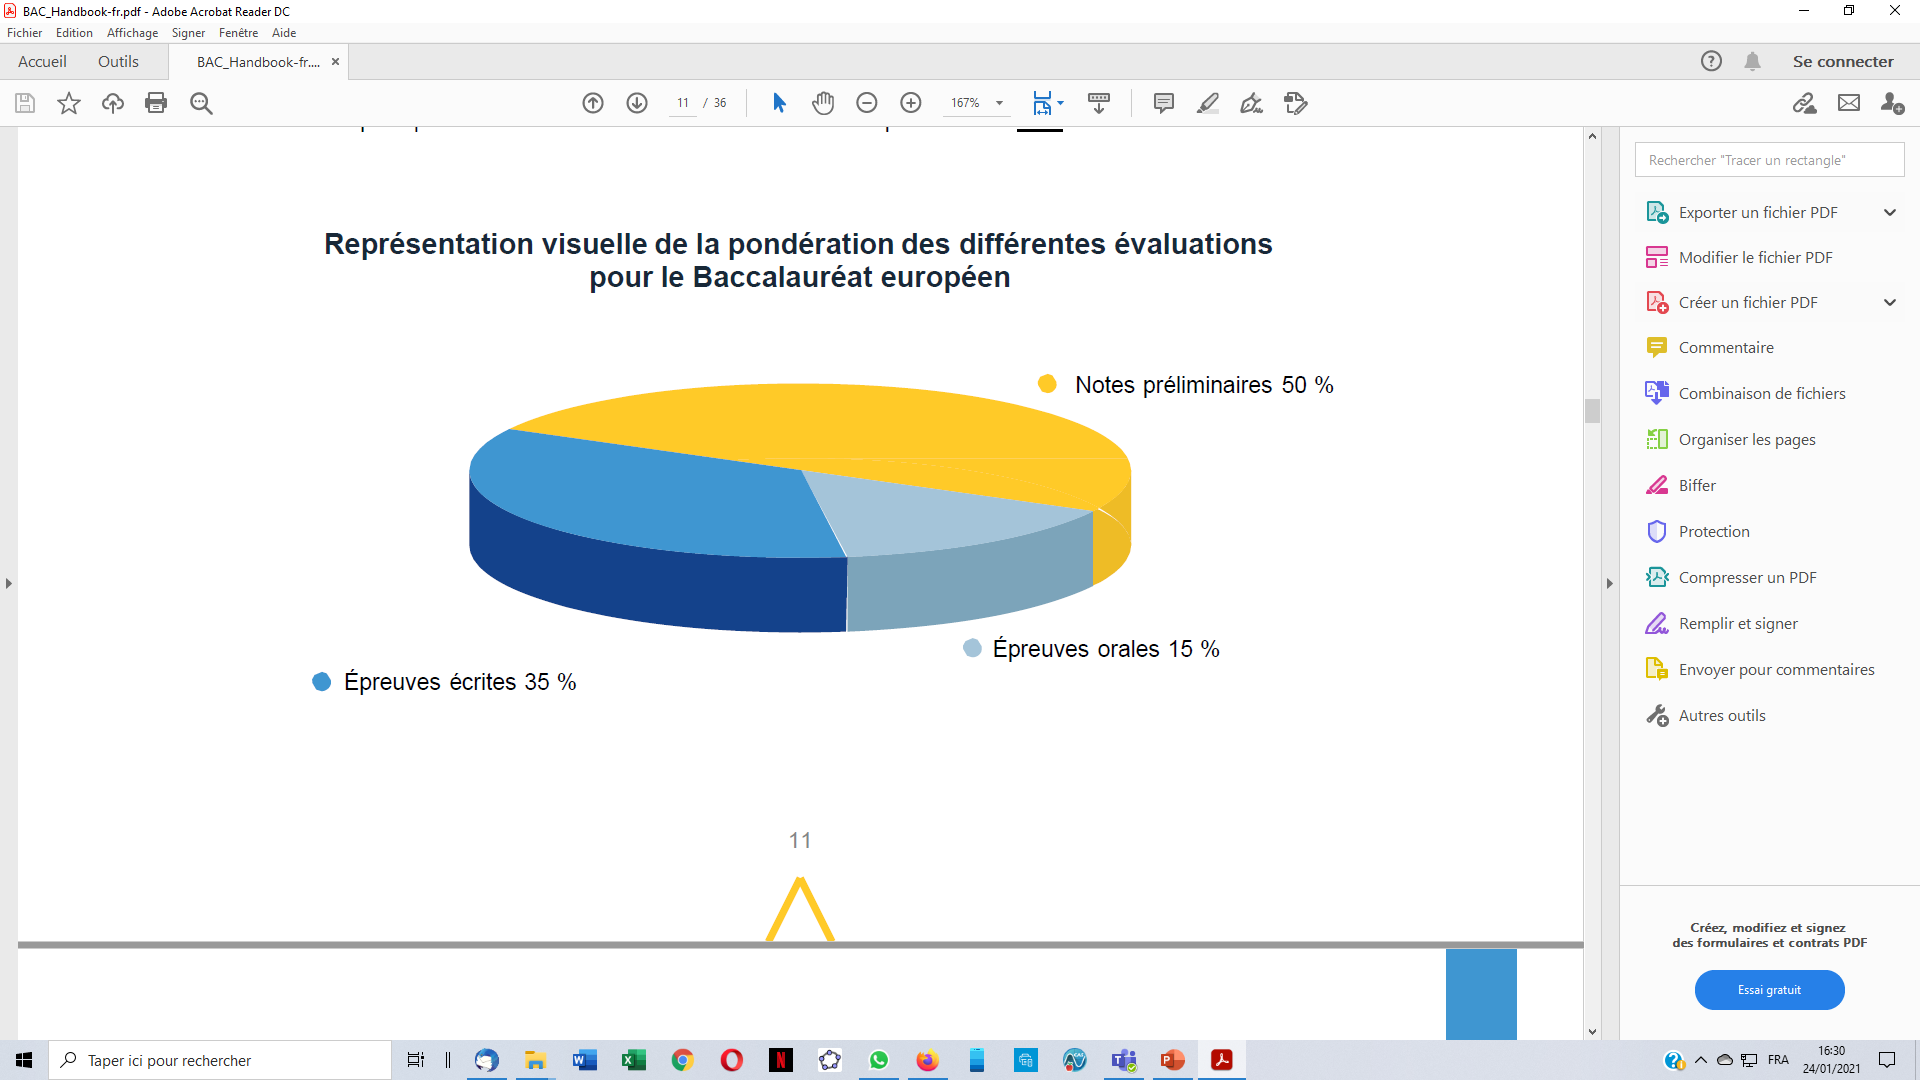 BAC_Handbook-fr.pdf - Adobe Acrobat Reader DC
Fichier Edition Affichage Signer Fenêtre Aide
Accueil Outils BAC_Handbook-fr.... × Se connecter
11 / 36 167%
Représentation visuelle de la pondération des différentes évaluations
pour le Baccalauréat européen
Notes préliminaires 50 %
Épreuves orales 15 %
Épreuves écrites 35 %
11
Rechercher "Tracer un rectangle"
Exporter un fichier PDF
Modifier le fichier PDF
Créer un fichier PDF
Commentaire
Combinaison de fichiers
Organiser les pages
Biffer
Protection
Compresser un PDF
Remplir et signer
Envoyer pour commentaires
Autres outils
Créez, modifiez et signez
des formulaires et contrats PDF
Essai gratuit
Taper ici pour rechercher
FRA
16:30
24/01/2021